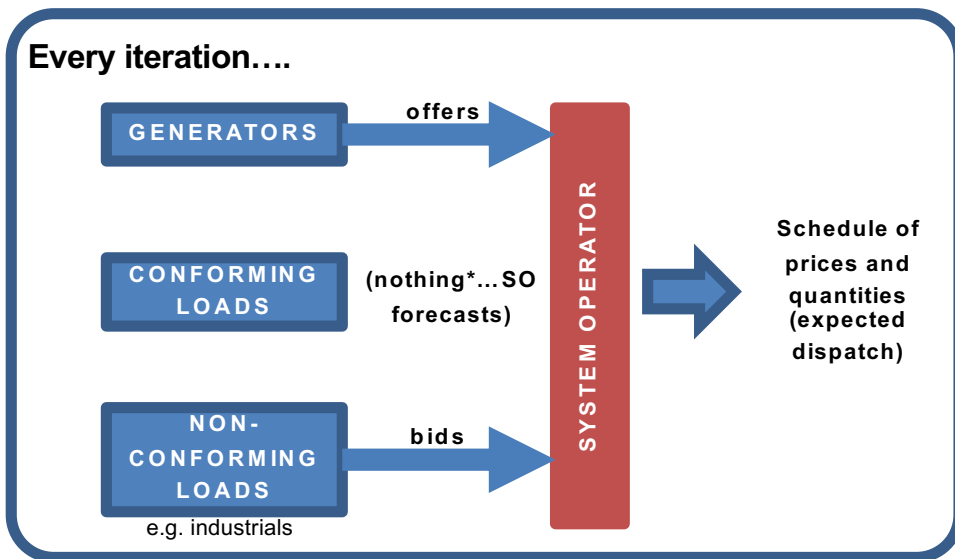 Every iteration....
offers
GENERATORS
CONFORMING
LOADS
(nothing*...SO
forecasts)
NON-
CONFORMING
LOADS
bids
e.g. industrials
SYSTEM OPERATOR
Schedule of
prices and
quantities
(expected
dispatch)